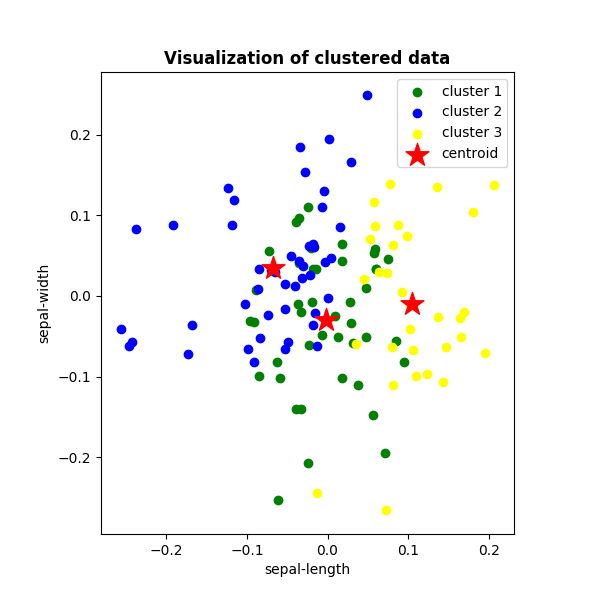 Visualization of clustered data
cluster 1
cluster 2
cluster 3
centroid
0.2
0.1
0.0
−0.1
−0.2
sepal-width
−0.2
−0.1
0.0
0.1
0.2
sepal-length